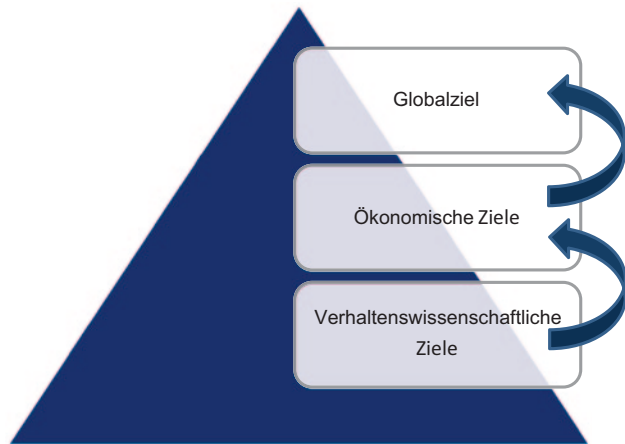 Globalziel
Ökonomische Ziele
Verhaltenswissenschaftliche
Ziele